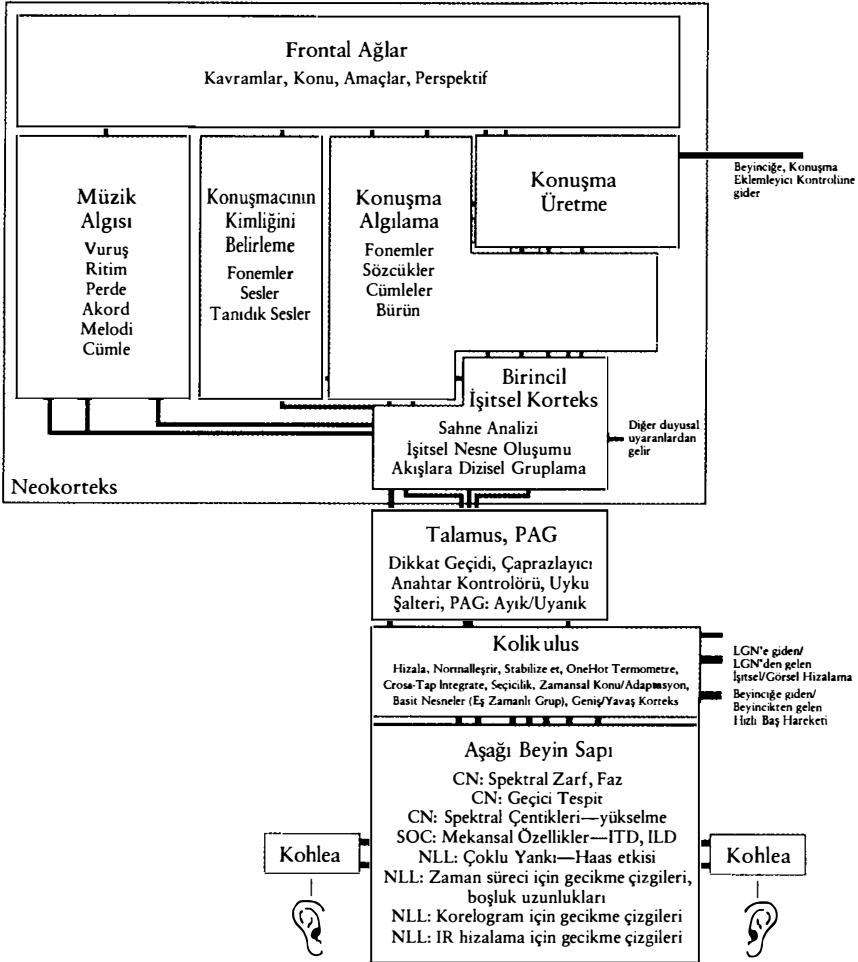 Frontal Ağlar
Kavramlar, Konu, Amaçlar, Perspektif
Müzik
Algısı
Vuruş
Ritim
Perde
Akord
Melodi
Cümle
Konuşmacının
Kimliğini
Belirleme
Fonemler
Sesler
Tanıdık Sesler
Konuşma
Algılama
Fonemler
Sözcükler
Cümleler
Bürün
Konuşma
Üretme
Beyinciğe, Konuşma
Eklemleyici Kontrolüne
gider
Birincil
İşitsel Korteks
Sahne Analizi
İşitsel Nesne Oluşumu
Akışlara Dizisel Gruplama
Diğer duyusal
uyaranlardan
gelir
Neokorteks
Talamus, PAG
Dikkat Geçidi, Çaprazlayıcı
Anahtar Kontrolörü, Uyku
Şalteri, PAG: Ayık/Uyanık
Kolikulus
Hizala, Normalleşrir, Stabilize et, OneHot Termometre,
Cross-Tap Integrate, Seçicilik, Zamansal Konu/Adaptasyon,
Basit Nesneler (Eş Zamanlı Grup), Geniş/Yavaş Korteks
LGN'e giden/
LGN'den gelen
İşitsel/Görsel Hizalama
Beyinciğe giden/
Beyincikten gelen
Hızlı Baş Hareketi
Aşağı Beyin Sapı
CN: Spektral Zarf, Faz
CN: Geçici Tespit
CN: Spektral Çentikleri—yükselme
SOC: Mekansal Özellikler—ITD, ILD
NLL: Çoklu Yankı—Haas etkisi
NLL: Zaman süreci için gecikme çizgileri,
boşluk uzunlukları
NLL: Korelogram için gecikme çizgileri
NLL: IR hizalama için gecikme çizgileri
Kohlea
Kohlea